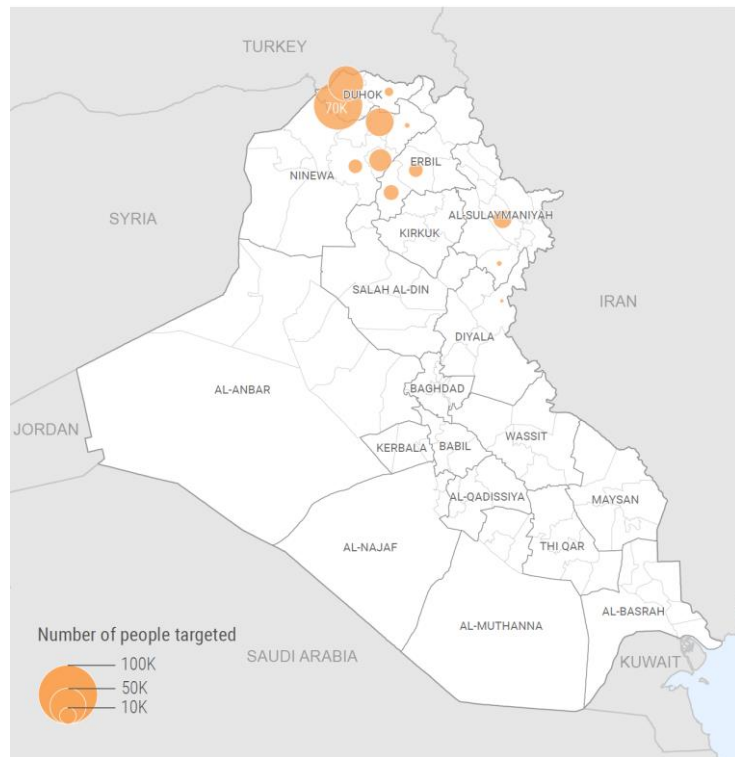 TURKEY
DUHOK
70K
NINEWA
ERBIL
SYRIA
AL-SULAYMANIYAH
KIRKUK
SALAH AL-DIN
IRAN
DIYALA
AL-ANBAR
BAGHDAD
JORDAN
KERBALA
BABIL
WASSIT
AL-QADISSIYA
MAYSAN
AL-NAJAF
THI QAR
AL-BASRAH
AL-MUTHANNA
Number of people targeted
SAUDI ARABIA
KUWAIT
100K
50K
10K